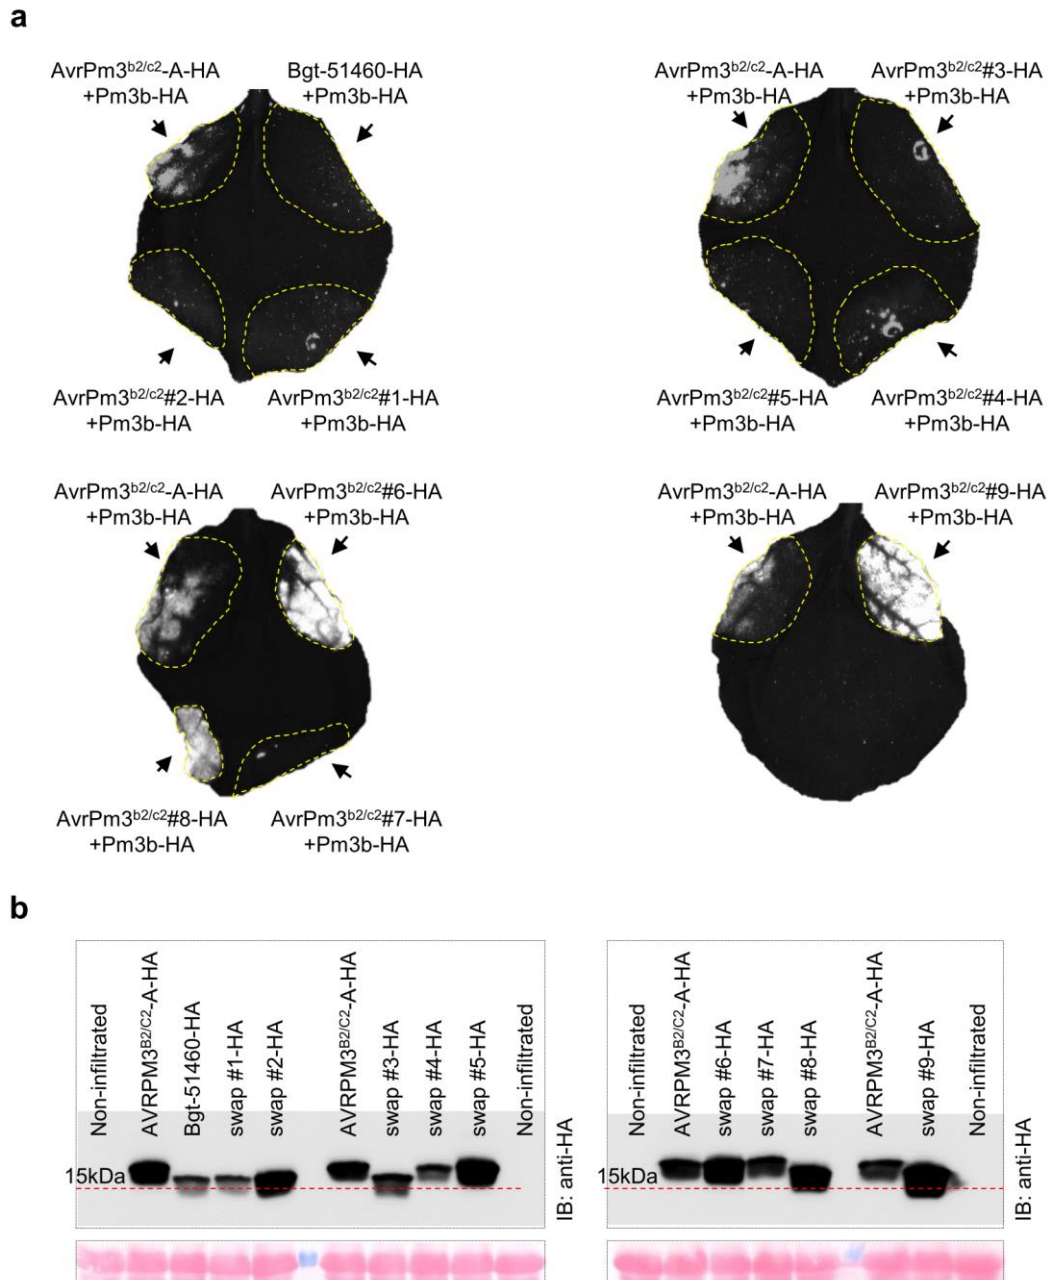 a
AvrPm3b2/c2-A-HA
+Pm3b-HA
Bgt-51460-HA
+Pm3b-HA
AvrPm3b2/c2-A-HA
+Pm3b-HA
AvrPm3b2/c2#3-HA
+Pm3b-HA
AvrPm3b2/c2#2-HA
+Pm3b-HA
AvrPm3b2/c2#1-HA
+Pm3b-HA
AvrPm3b2/c2#5-HA
+Pm3b-HA
AvrPm3b2/c2#4-HA
+Pm3b-HA
AvrPm3b2/c2-A-HA
+Pm3b-HA
AvrPm3b2/c2#6-HA
+Pm3b-HA
AvrPm3b2/c2-A-HA
+Pm3b-HA
AvrPm3b2/c2#9-HA
+Pm3b-HA
AvrPm3b2/c2#8-HA
+Pm3b-HA
AvrPm3b2/c2#7-HA
+Pm3b-HA
b
Non-infiltrated
AVRPM3B2/C2-A-HA
Bgt-51460-HA
swap #1-HA
swap #2-HA
AVRPM3B2/C2-A-HA
swap #3-HA
swap #4-HA
swap #5-HA
Non-infiltrated
15kDa
IB: anti-HA
Non-infiltrated
AVRPM3B2/C2-A-HA
swap #6-HA
swap #7-HA
swap #8-HA
AVRPM3B2/C2-A-HA
swap #9-HA
Non-infiltrated
15kDa
IB: anti-HA